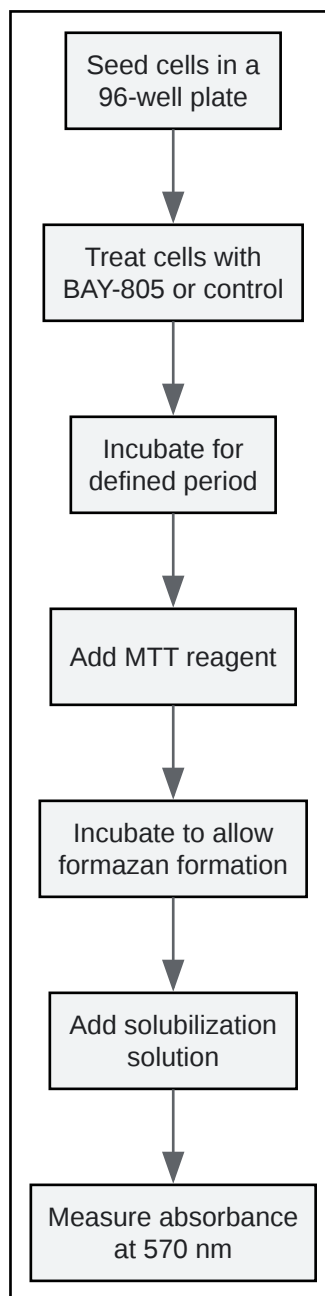 Seed cells in a
96-well plate
Treat cells with
BAY-805 or control
Incubate for
defined period
Add MTT reagent
Incubate to allow
formazan formation
Add solubilization
solution
Measure absorbance
at 570 nm